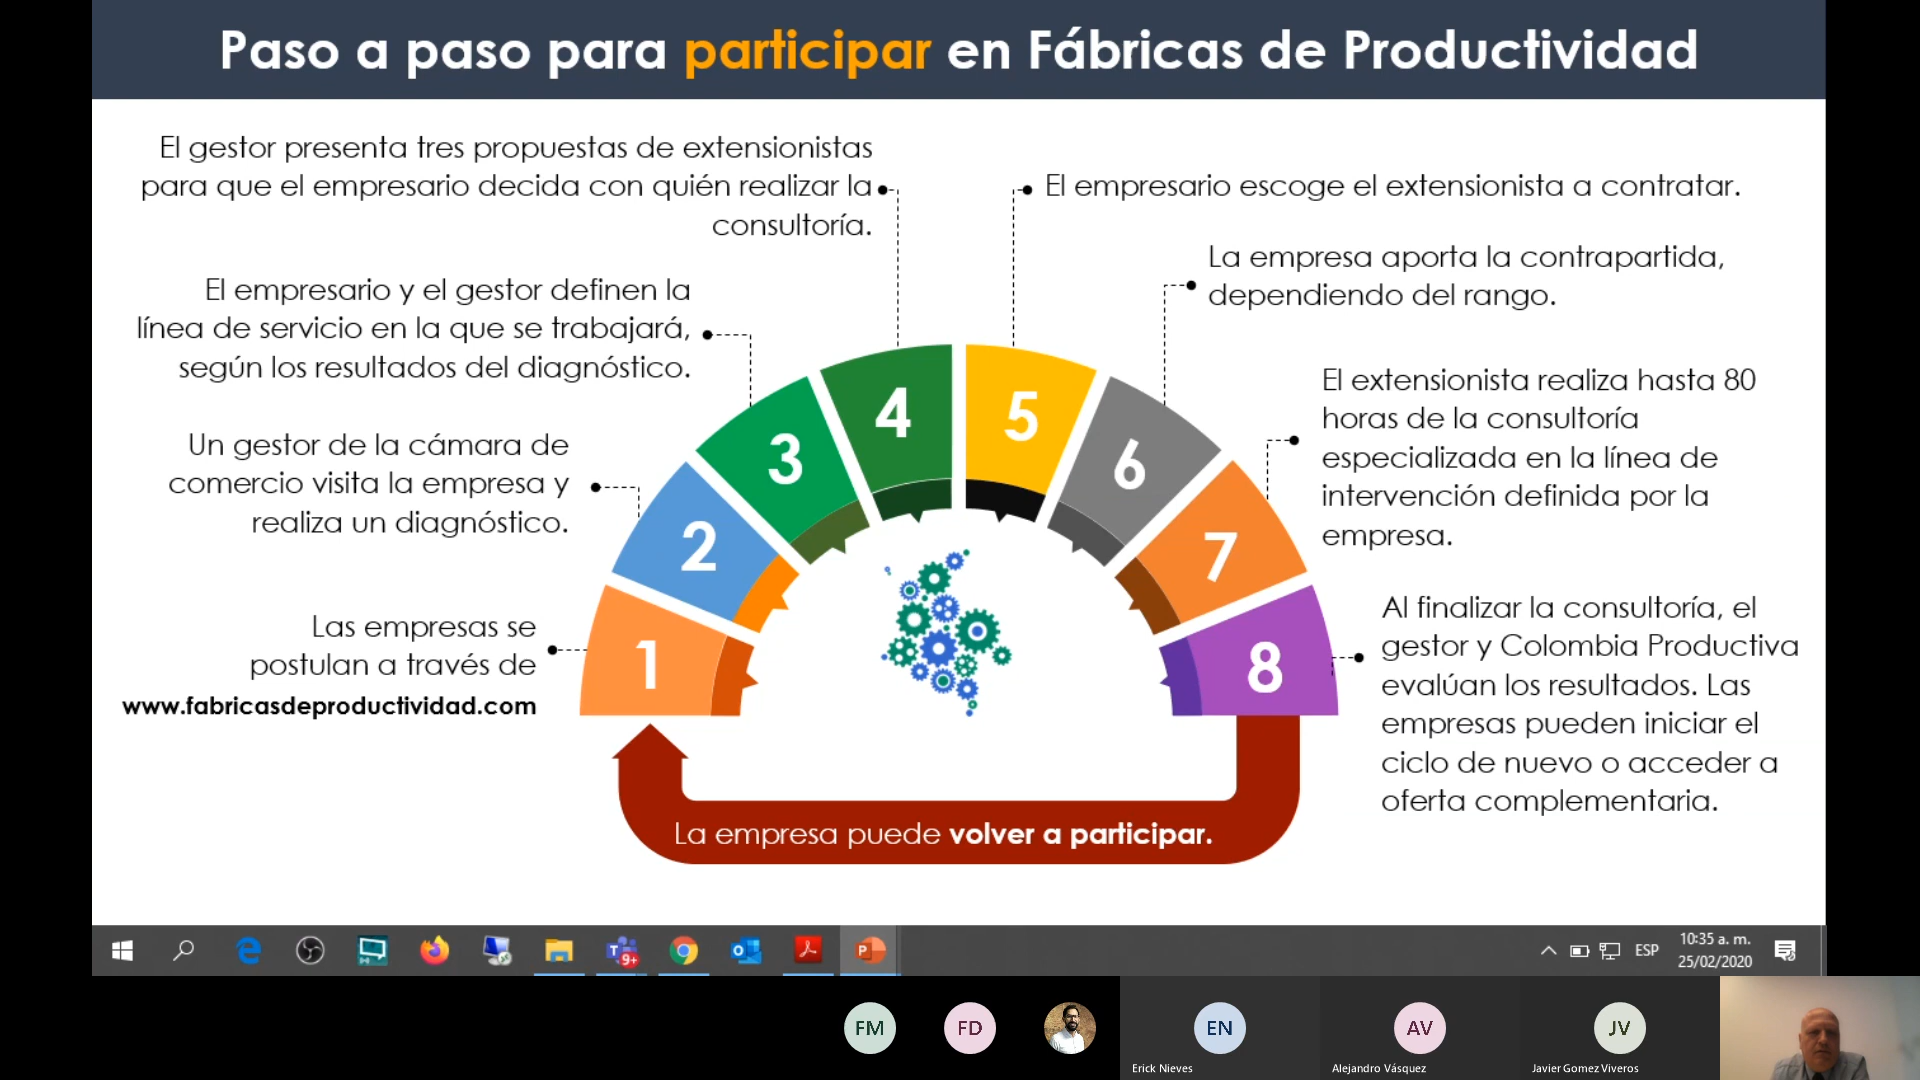 Paso a paso para participar en Fábricas de Productividad
El gestor presenta tres propuestas de extensionistas
para que el empresario decida con quién realizar la
consultoría.
El empresario y el gestor definen la
línea de servicio en la que se trabajará,
según los resultados del diagnóstico.
Un gestor de la cámara de
comercio visita la empresa y
realiza un diagnóstico.
Las empresas se
postulan a través de
www.fabricasdeproductividad.com
El empresario escoge el extensionista a contratar.
La empresa aporta la contrapartida,
dependiendo del rango.
El extensionista realiza hasta 80
horas de la consultoría
especializada en la línea de
intervención definida por la
empresa.
Al finalizar la consultoría, el
gestor y Colombia Productiva
evalúan los resultados. Las
empresas pueden iniciar el
ciclo de nuevo o acceder a
oferta complementaria.
1
2
3
4
5
6
7
8
La empresa puede volver a participar.
9+
ESP
10:35 a. m.
25/02/2020
FM
FD
EN
Erick Nieves
AV
Alejandro Vásquez
JV
Javier Gomez Viveros